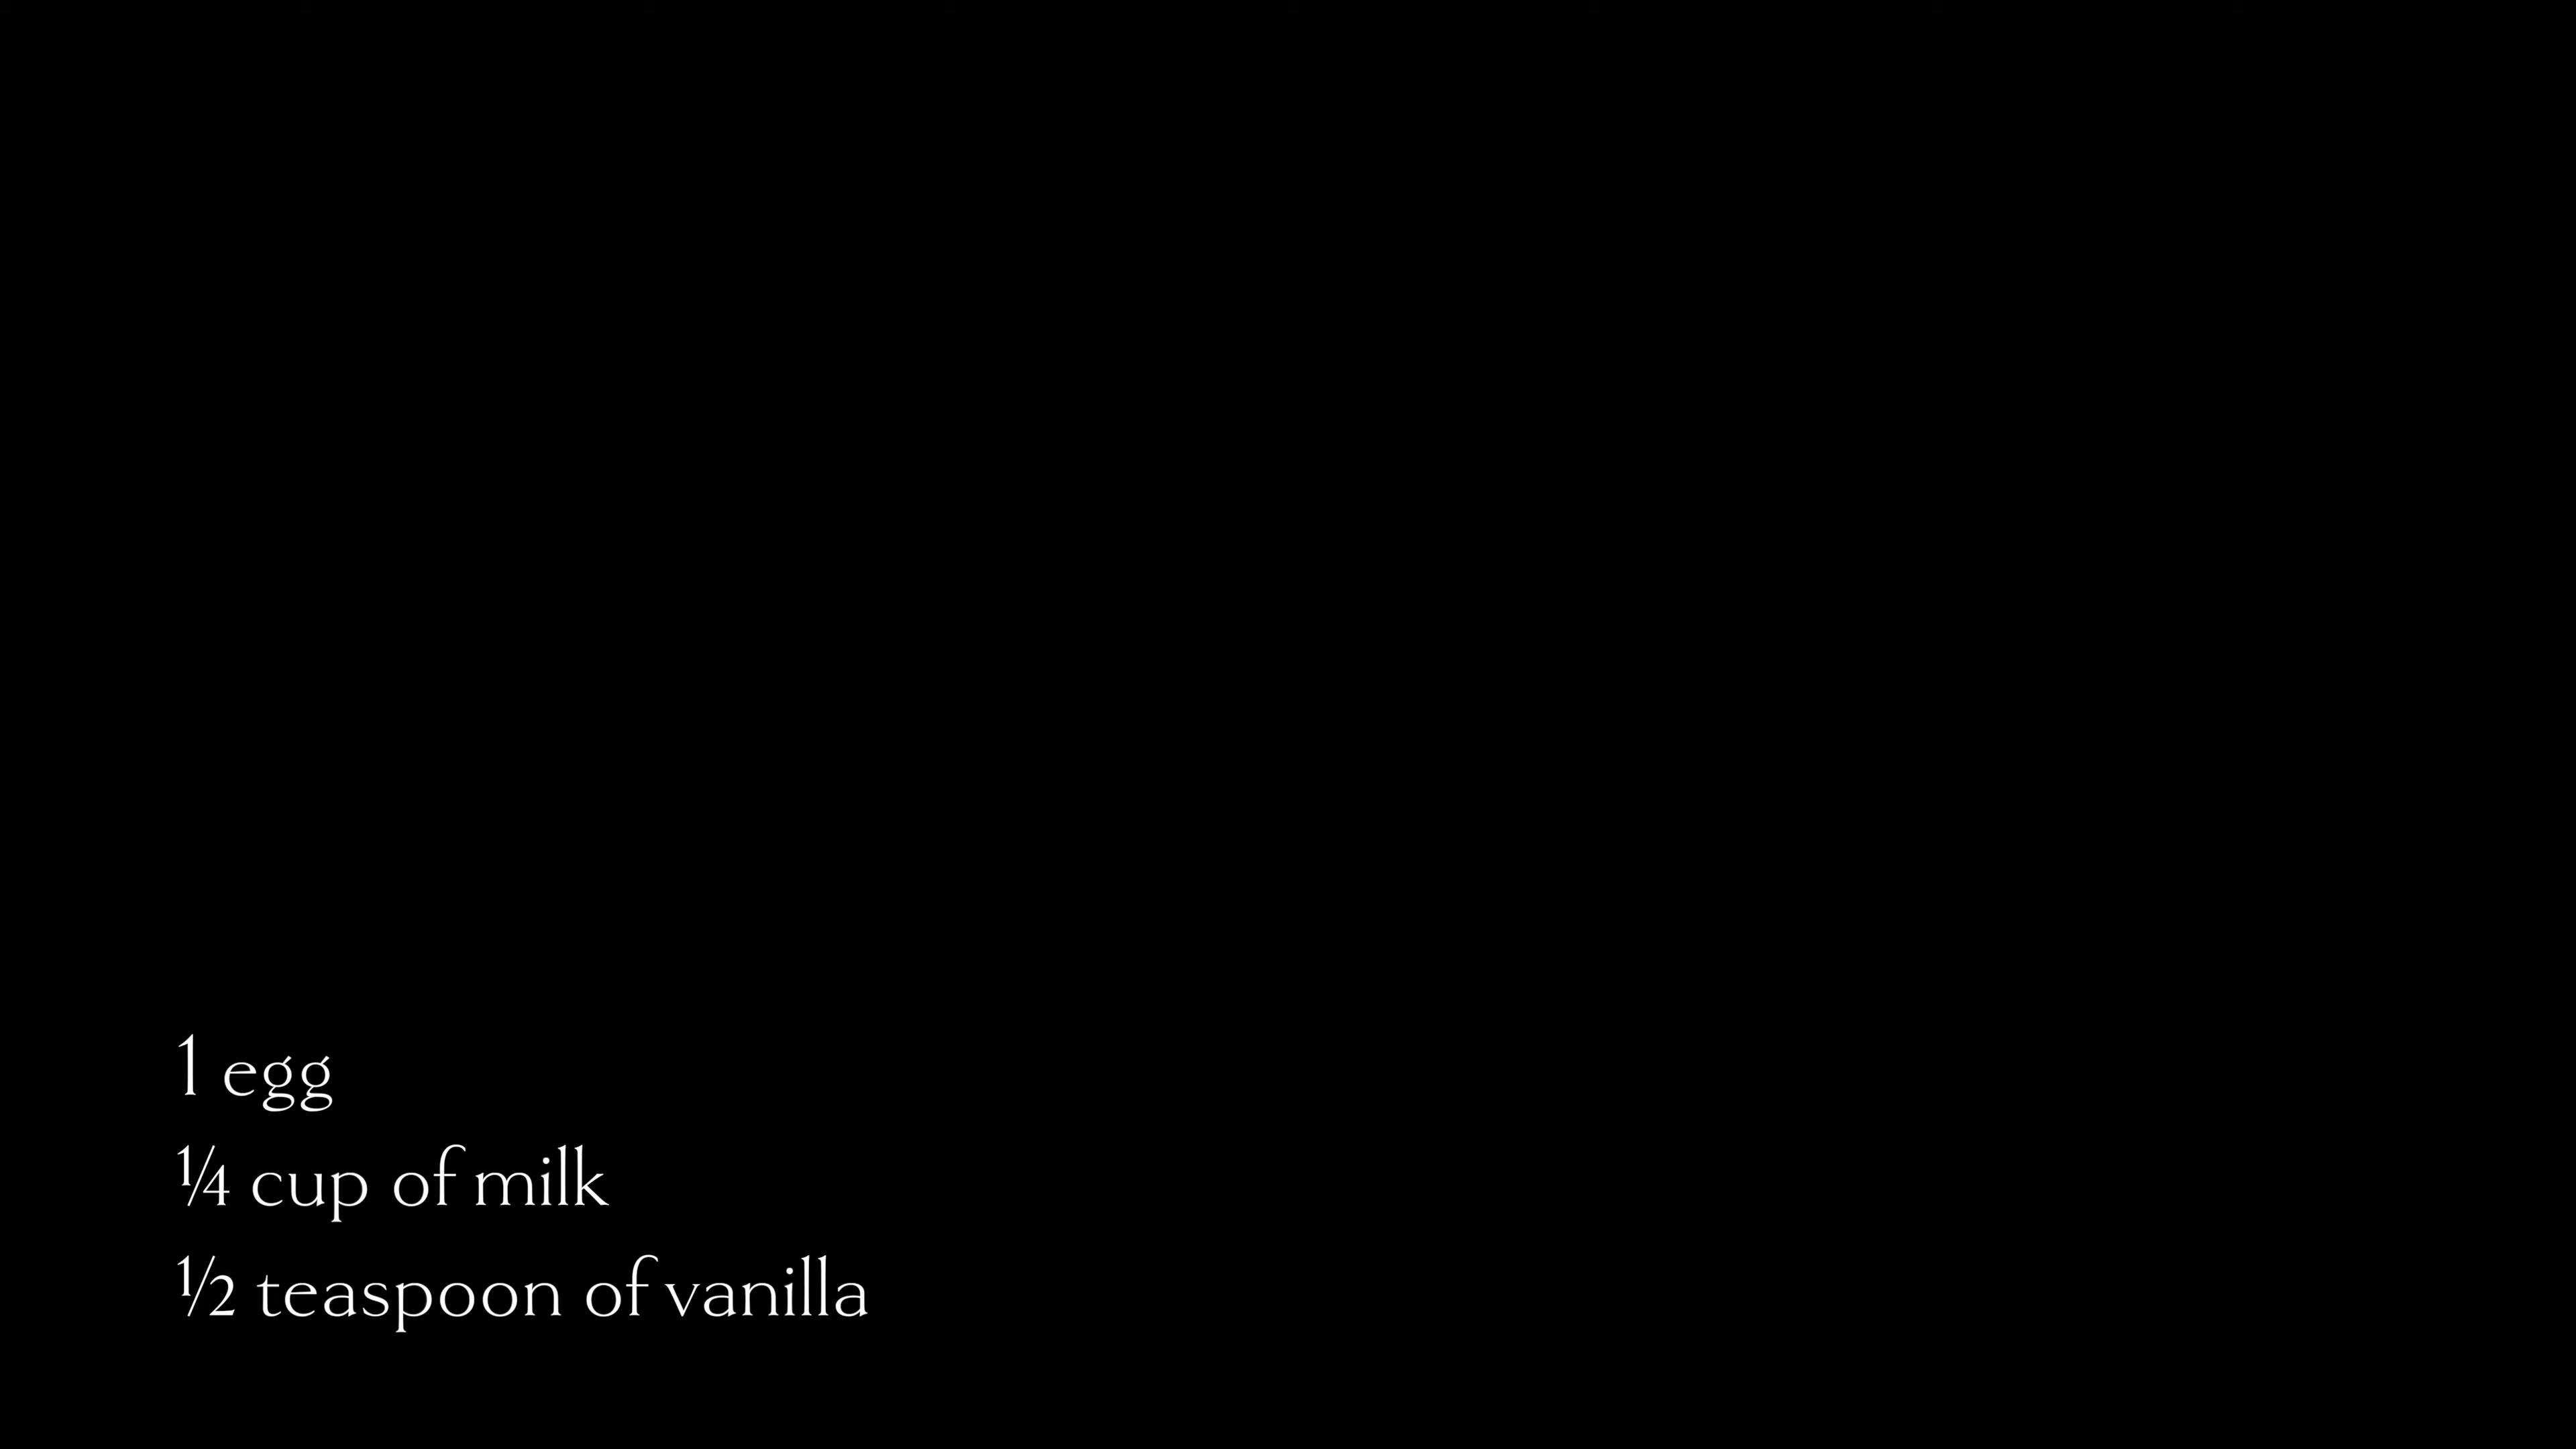 1 egg
¼ cup of milk
½ teaspoon of vanilla